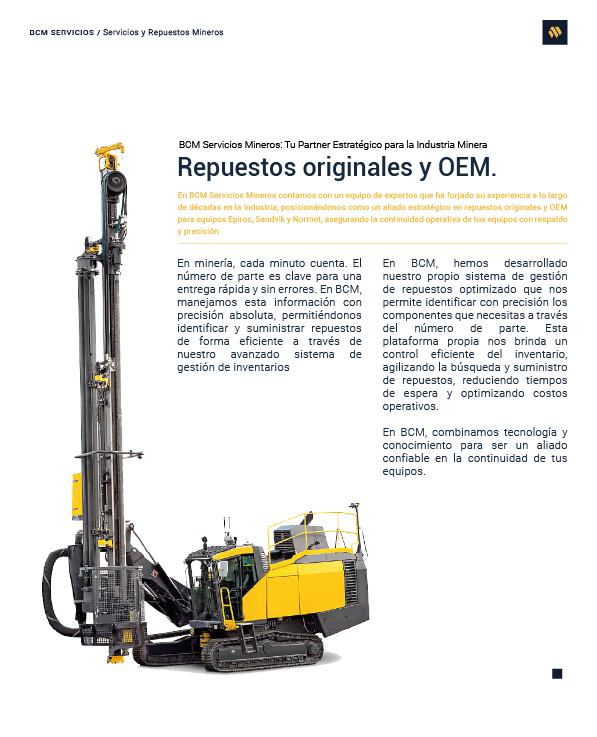 BCM SERVICIOS / Servicios y Repuestos Mineros
BCM Servicios Mineros: Tu Partner Estratégico para la Industria Minera
Repuestos originales y OEM.
En BCM Servicios Mineros contamos con un equipo de expertos que ha forjado su experiencia a lo largo
de décadas en la industria, posicionándonos como un aliado estratégico en repuestos originales y OEM
para equipos Epiroc, Sandvik y Normet, asegurando la continuidad operativa de tus equipos con respaldo
y precisión
En minería, cada minuto cuenta. El
número de parte es clave para una
entrega rápida y sin errores. En BCM,
manejamos esta información con
precisión absoluta, permitiéndonos
identificar y suministrar repuestos
de forma eficiente a través de
nuestro avanzado sistema de
gestión de inventarios
En BCM, hemos desarrollado
nuestro propio sistema de gestión
de repuestos optimizado que nos
permite identificar con precisión los
componentes que necesitas a través
del número de parte. Esta
plataforma propia nos brinda un
control eficiente del inventario,
agilizando la búsqueda y suministro
de repuestos, reduciendo tiempos
de espera y optimizando costos
operativos.
En BCM, combinamos tecnología y
conocimiento para ser un aliado
confiable en la continuidad de tus
equipos.